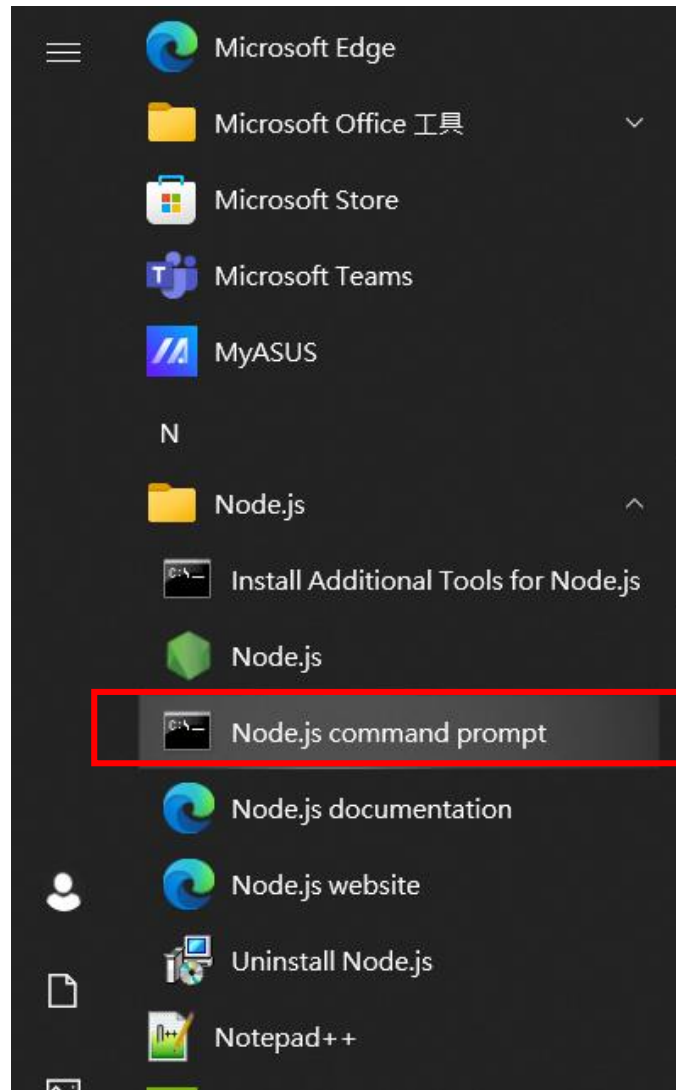 Microsoft Edge
Microsoft Office 工具
Microsoft Store
Microsoft Teams
MyASUS
N
Node.js
Install Additional Tools for Node.js
Node.js
Node.js command prompt
Node.js documentation
Node.js website
Uninstall Node.js
Notepad++